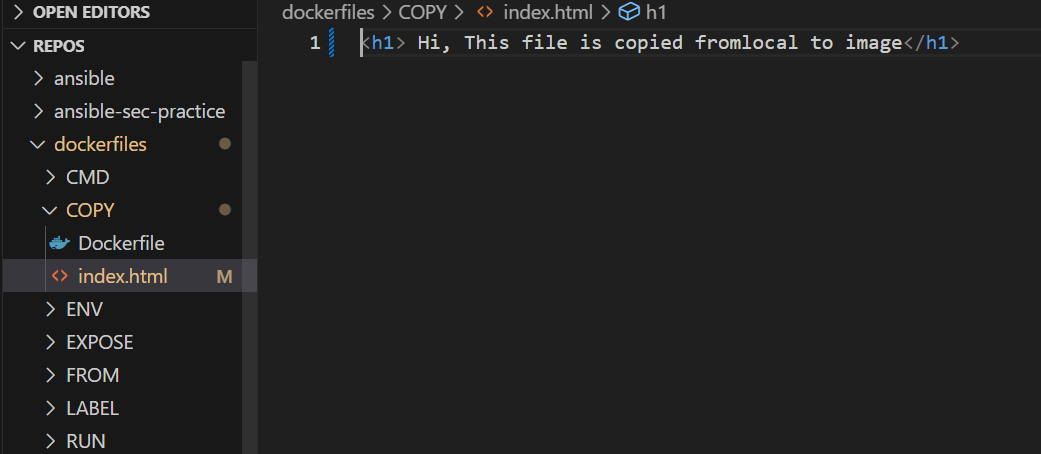 OPEN EDITORS
REPOS
ansible
ansible-sec-practice
dockerfiles
CMD
COPY
Dockerfile
index.html M
ENV
EXPOSE
FROM
LABEL
RUN
dockerfiles > COPY > <> index.html > h1
1 <h1> Hi, This file is copied fromlocal to image</h1>